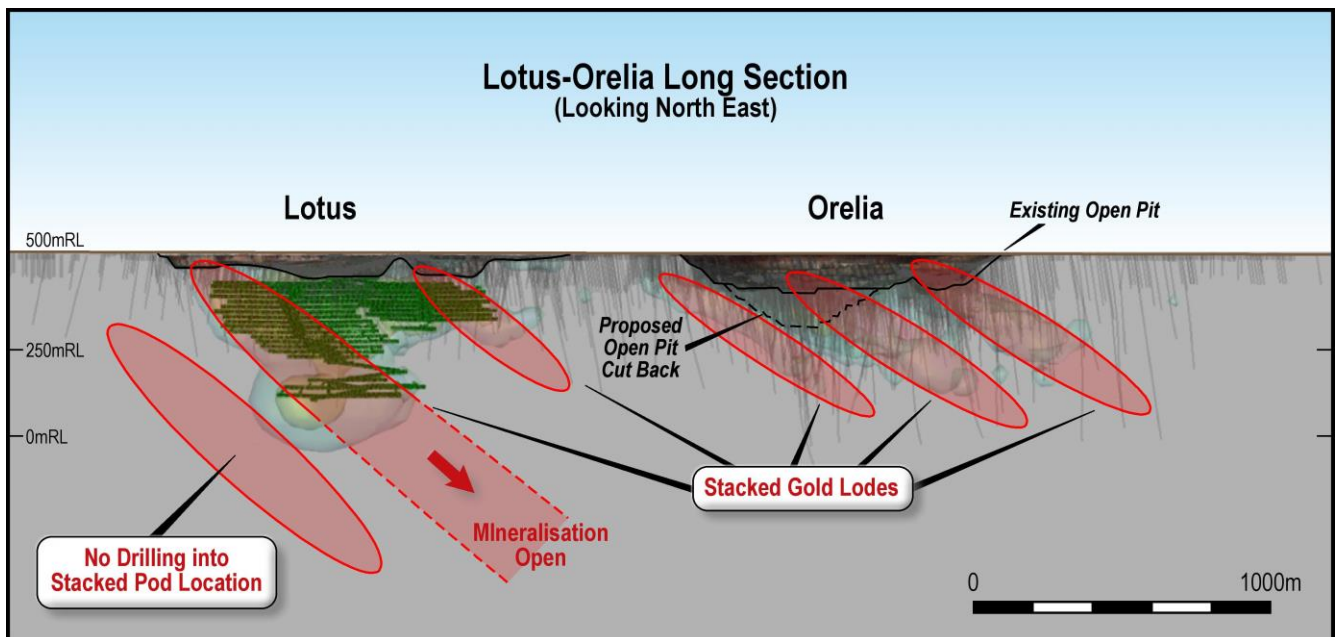 Lotus-Orelia Long Section
(Looking North East)
Lotus
Orelia
Existing Open Pit
500mRL
Proposed
Open Pit
Cut Back
250mRL
0mRL
Stacked Gold Lodes
MIneralisation
Open
No Drilling into
Stacked Pod Location
0
1000m